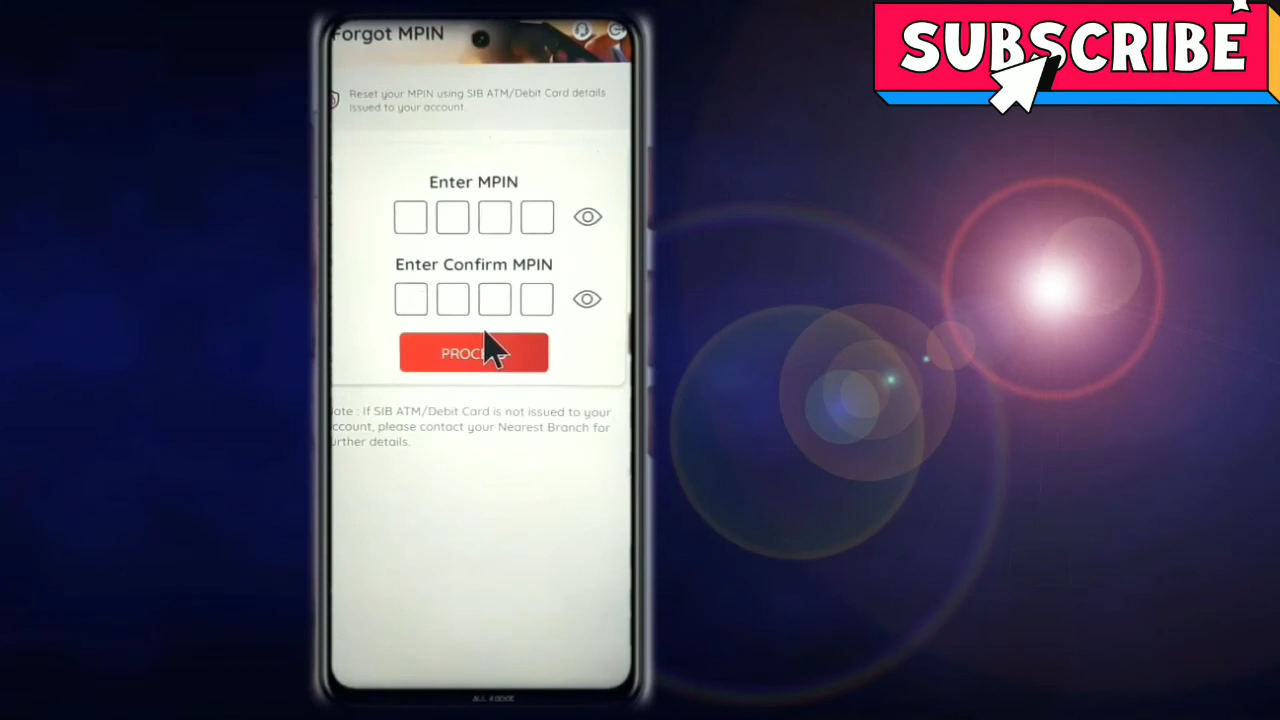 SUBSCRIBE
Forgot MPIN
Reset your MPIN using SIB ATM/Debit Card details
issued to your account.
Enter MPIN
Enter Confirm MPIN
PROC
ote : If SIB ATM/Debit Card is not issued to your
ccount, please contact your Nearest Branch for
urther details.